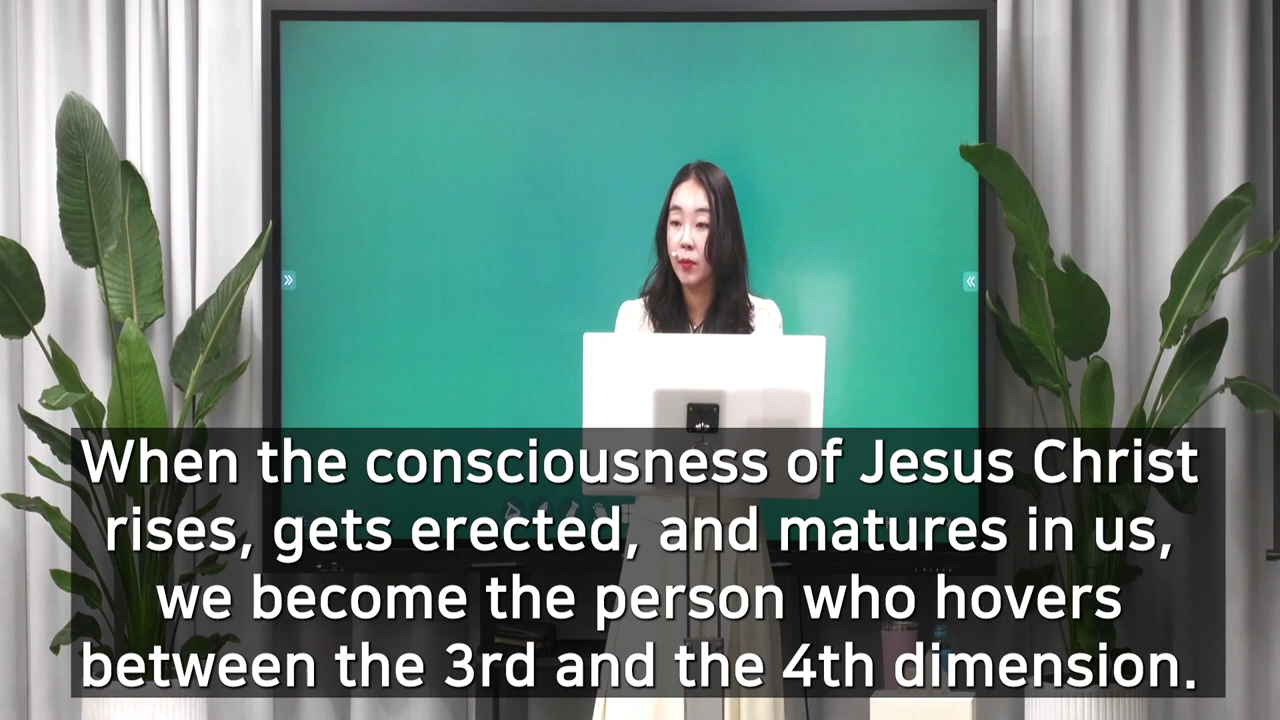 When the consciousness of Jesus Christ
rises, gets erected, and matures in us,
we become the person who hovers
between the 3rd and the 4th dimension.